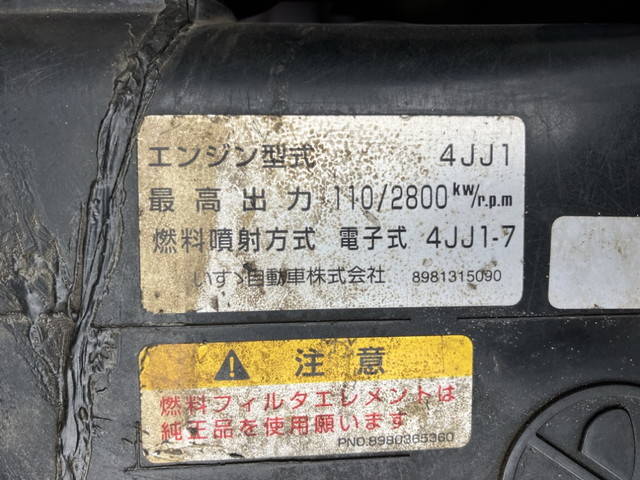 エンジン型式 4JJ1
最高出力 110/2800kW/r.p.m
燃料噴射方式 電子式 4JJ1-7
いすゞ自動車株式会社 8981315090
注意
燃料フィルタエレメントは
純正品を使用願います
PNO.8980365360